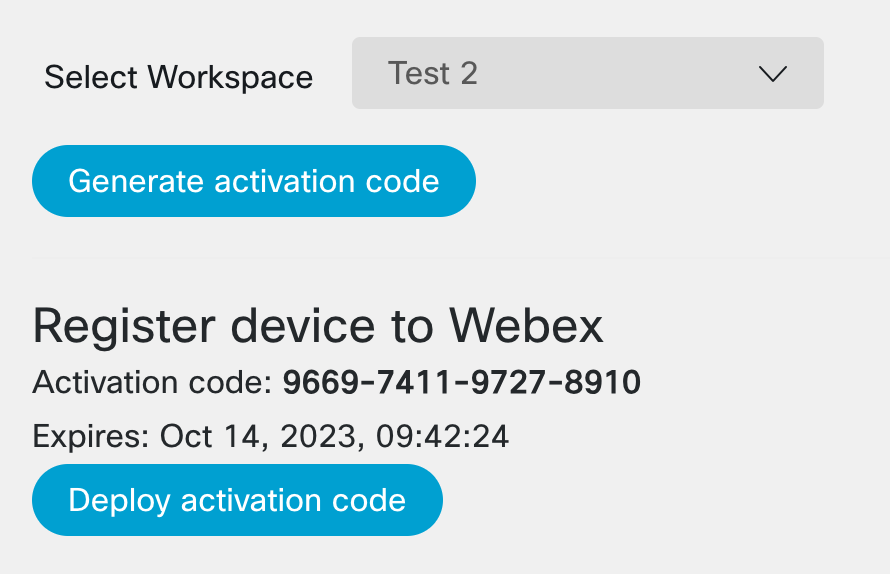 Select Workspace Test 2
Generate activation code
Register device to Webex
Activation code: 9669-7411-9727-8910
Expires: Oct 14, 2023, 09:42:24
Deploy activation code